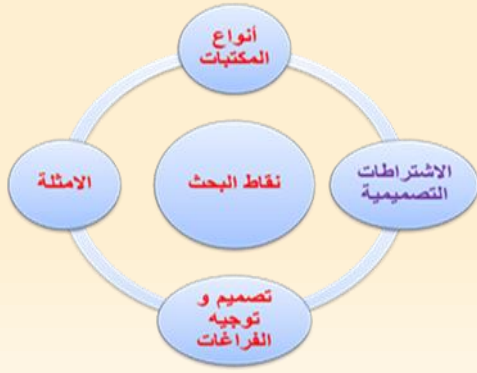 أنواع
المكتبات
الاشتراطات
التصميمية
نقاط البحث
الامثلة
تصميم و
توجيه
الفراغات